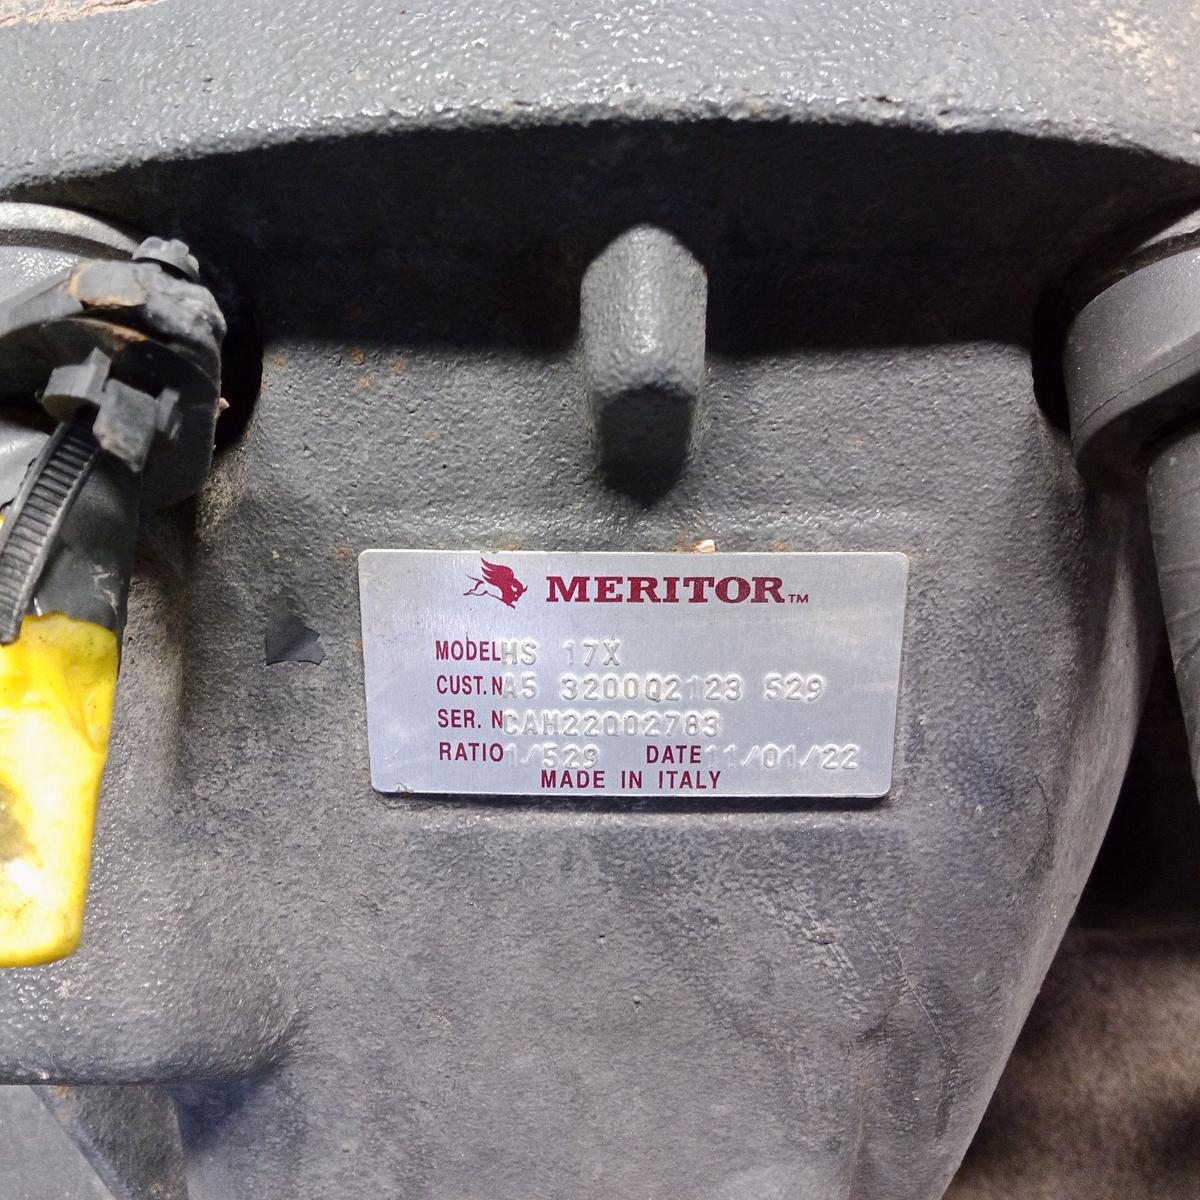 MERITOR™
MODEL HS 17X
CUST.N A5 3200Q2123 529
SER. N CAH22002783
RATIO 1/529 DATE 11/01/22
MADE IN ITALY